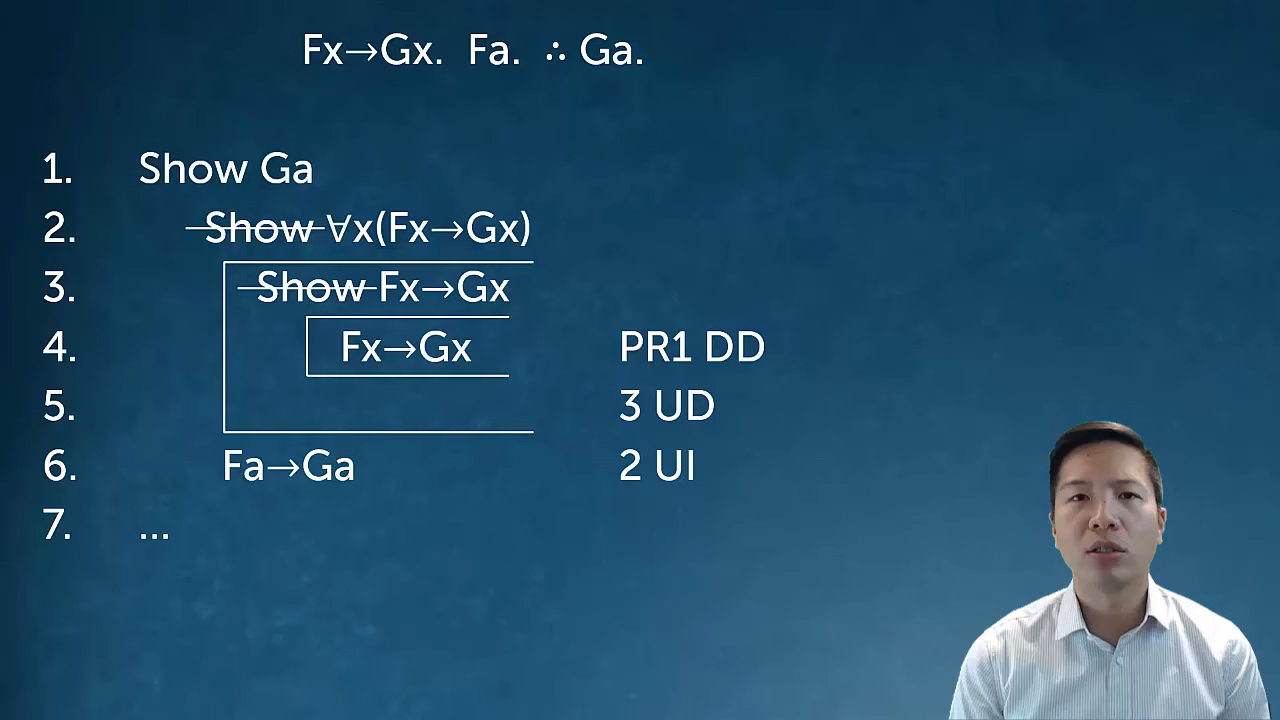 Fx→Gx. Fa. ∴ Ga.
1. Show Ga
2. Show ∀x(Fx→Gx)
3. Show Fx→Gx
4. Fx→Gx PR1 DD
5. 3 UD
6. Fa→Ga 2 UI
7. ...